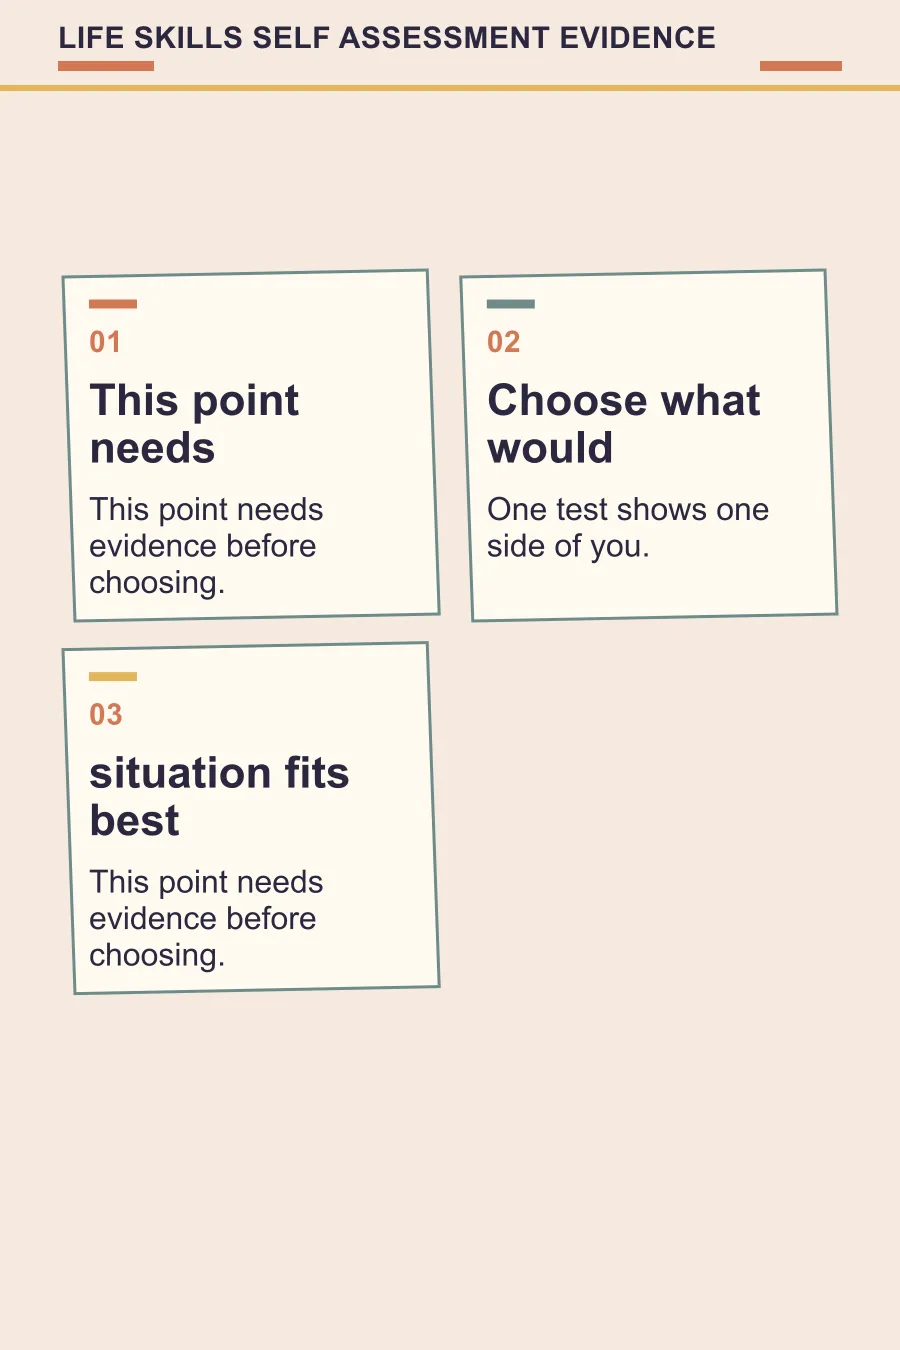 LIFE SKILLS SELF ASSESSMENT EVIDENCE
01
This point
needs
This point needs
evidence before
choosing.
02
Choose what
would
One test shows one
side of you.
03
situation fits
best
This point needs
evidence before
choosing.